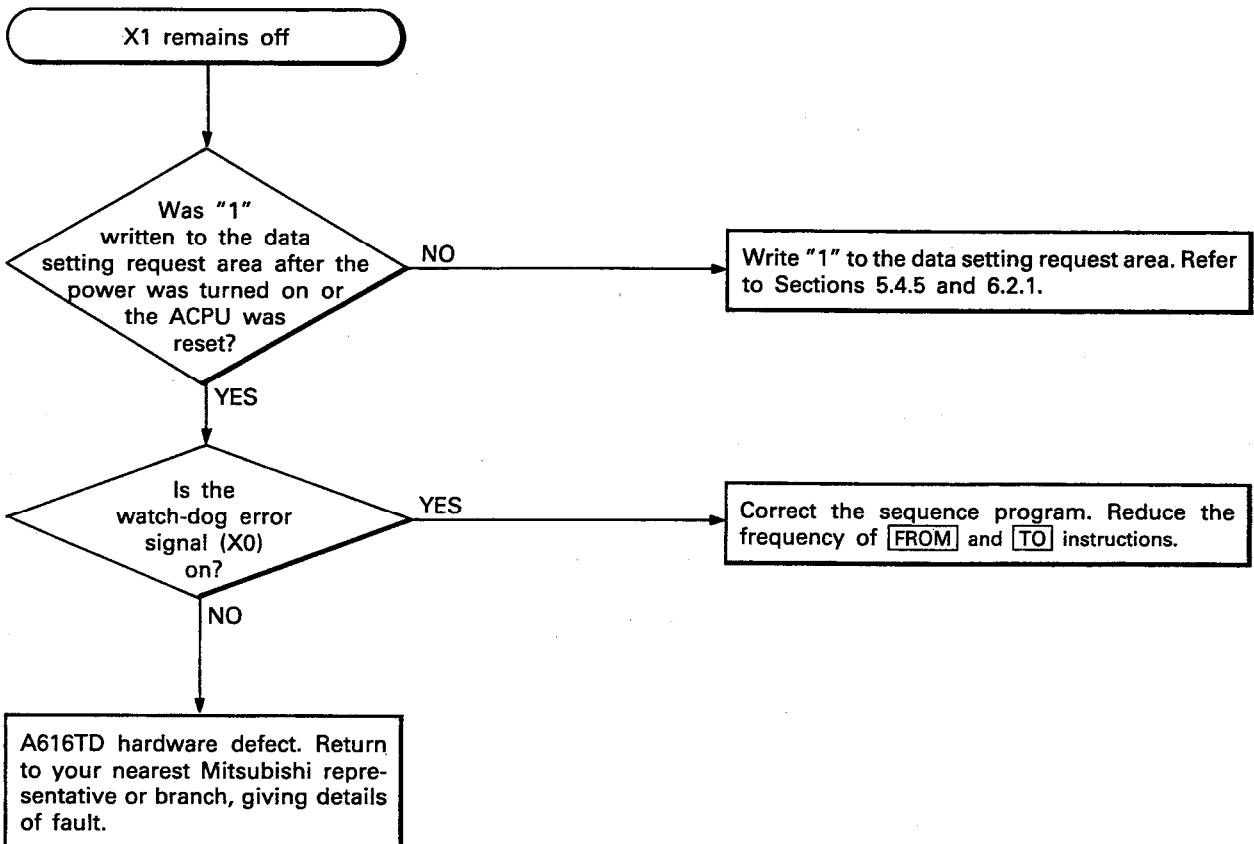 X1 remains off
Was "1"
written to the data
setting request area after the
power was turned on or
the ACPU was
reset?
NO
Write "1" to the data setting request area. Refer
to Sections 5.4.5 and 6.2.1.
YES
Is the
watch-dog error
signal (X0)
on?
YES
Correct the sequence program. Reduce the
frequency of FROM and TO instructions.
NO
A616TD hardware defect. Return
to your nearest Mitsubishi repre-
sentative or branch, giving details
of fault.